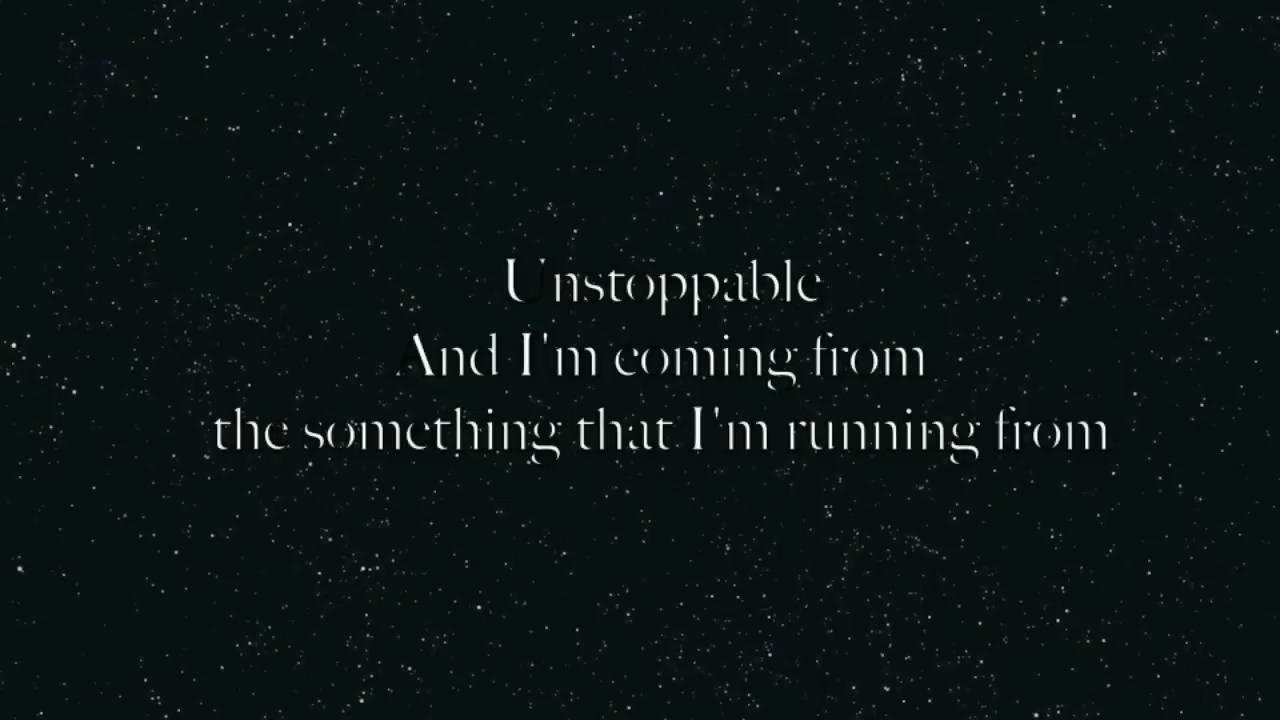 Unstoppable
And I'm coming from
the something that I'm running from